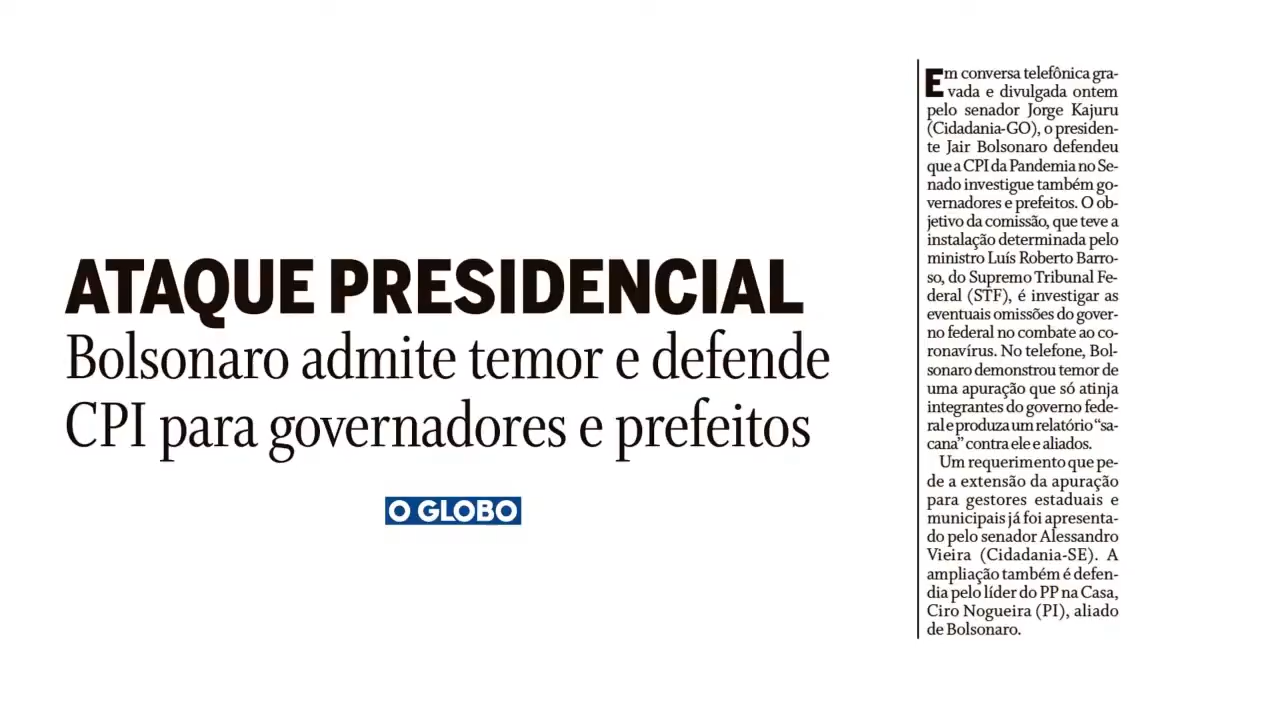 ATAQUE PRESIDENCIAL
Bolsonaro admite temor e defende
CPI para governadores e prefeitos
O GLOBO
Em conversa telefônica gra-
vada e divulgada ontem
pelo senador Jorge Kajuru
(Cidadania-GO), o presiden-
te Jair Bolsonaro defendeu
que a CPI da Pandemia no Se-
nado investigue também go-
vernadores e prefeitos. O ob-
jetivo da comissão, que teve a
instalação determinada pelo
ministro Luís Roberto Barro-
so, do Supremo Tribunal Fe-
deral (STF), é investigar as
eventuais omissões do gover-
no federal no combate ao co-
ronavírus. No telefone, Bol-
sonaro demonstrou temor de
uma apuração que só atinja
integrantes do governo fede-
ral e produza um relatório “sa-
cana” contra ele e aliados.
Um requerimento que pe-
de a extensão da apuração
para gestores estaduais e
municipais já foi apresenta-
do pelo senador Alessandro
Vieira (Cidadania-SE). A
ampliação também é defen-
dia pelo líder do PP na Casa,
Ciro Nogueira (PI), aliado
de Bolsonaro.